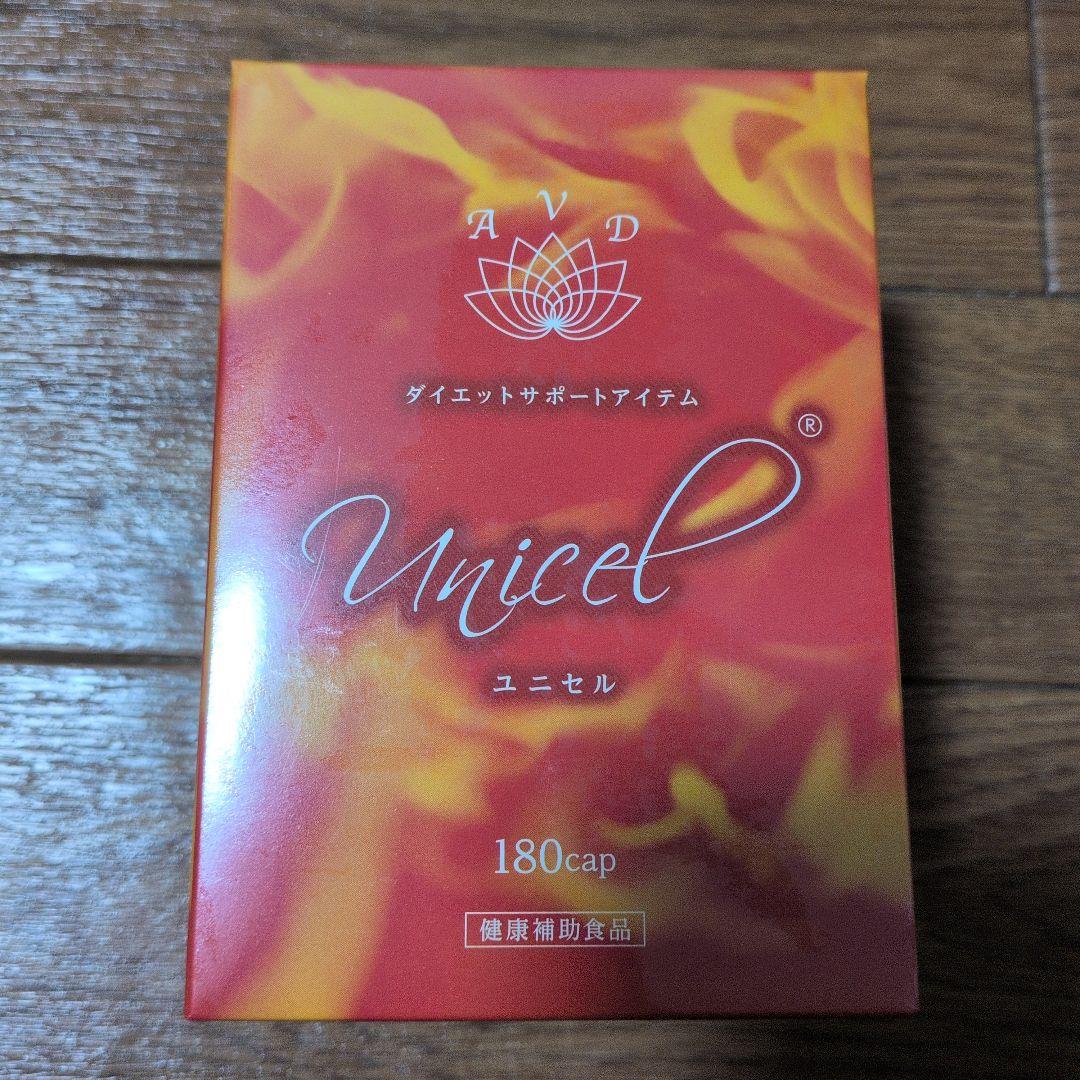 A V D
ダイエットサポートアイテム
Unicel®
ユニセル
180cap
健康補助食品